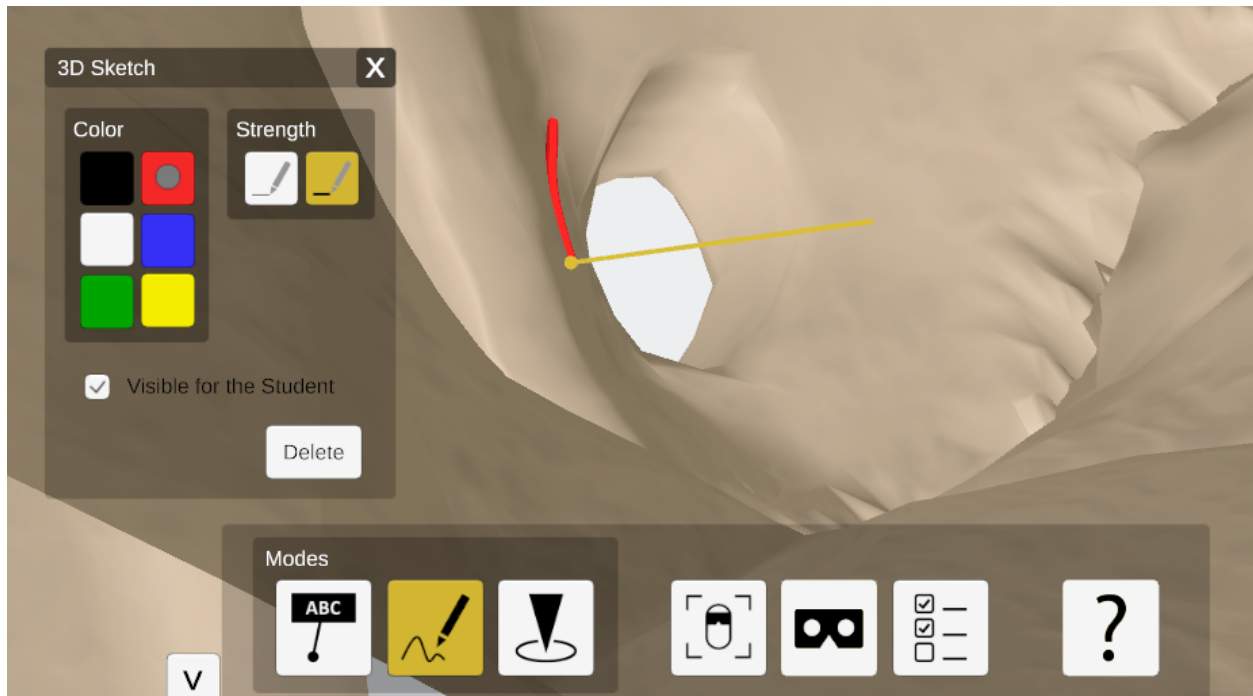 3D Sketch X
Color
Strength
Visible for the Student
Delete
Modes
ABC
?
V